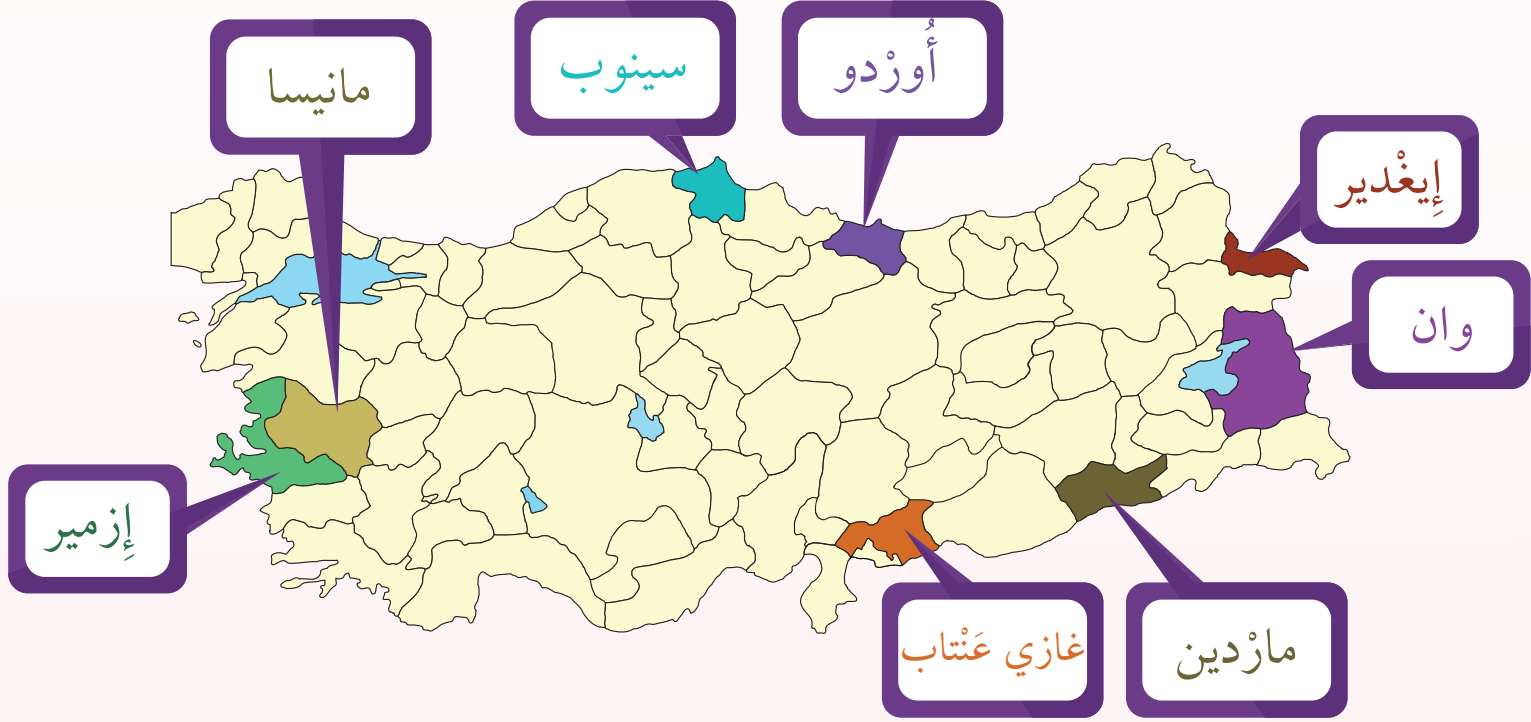 مانيسا
سينوب
أُورْدو
إِيغْدير
وان
إِزمير
غازي عَنْتاب
مارْدين